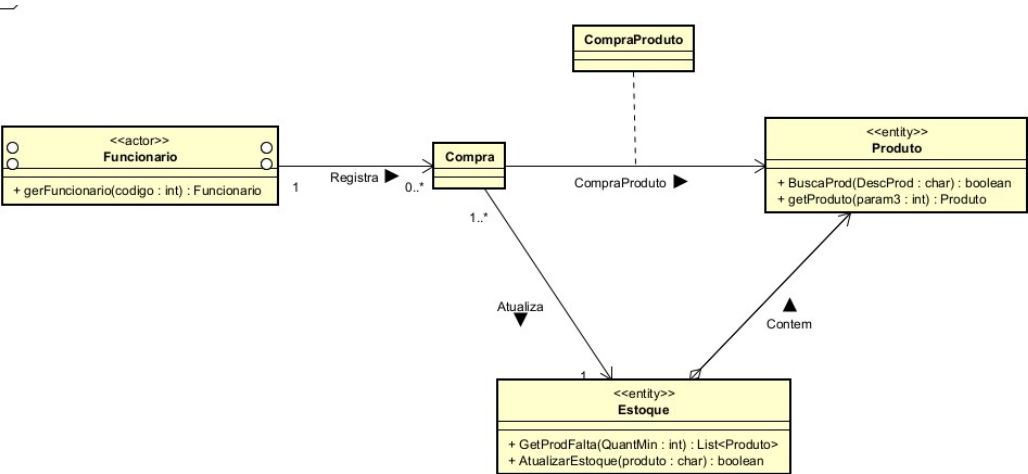 CompraProduto
<<actor>>
Funcionario
+ gerFuncionario(codigo : int) : Funcionario
1
Registra
0..*
Compra
CompraProduto
<<entity>>
Produto
+ BuscaProd(DescProd : char) : boolean
+ getProduto(param3 : int) : Produto
1..*
Atualiza
Contem
1
<<entity>>
Estoque
+ GetProdFalta(QuantMin : int) : List<Produto>
+ AtualizarEstoque(produto : char) : boolean